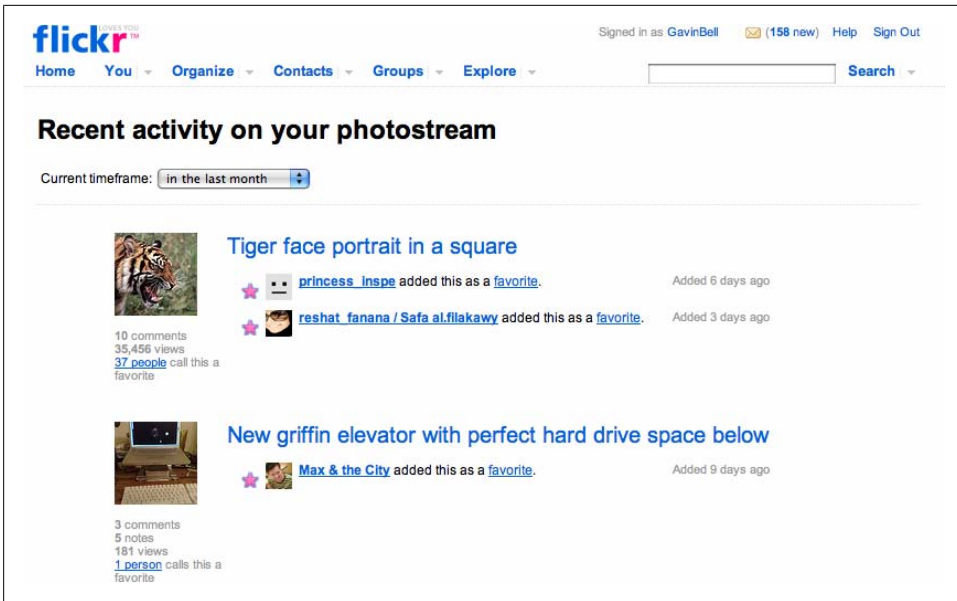 LOVES YOU
flickr™
Signed in as GavinBell (158 new) Help Sign Out
Home You Organize Contacts Groups Explore Search
Recent activity on your photostream
Current timeframe: in the last month
Tiger face portrait in a square
princess_inspe added this as a favorite. Added 6 days ago
reshat_fanana / Safa al.filakawy added this as a favorite. Added 3 days ago
10 comments
35,456 views
37 people call this a
favorite
New griffin elevator with perfect hard drive space below
Max & the City added this as a favorite. Added 9 days ago
3 comments
5 notes
181 views
1 person calls this a
favorite